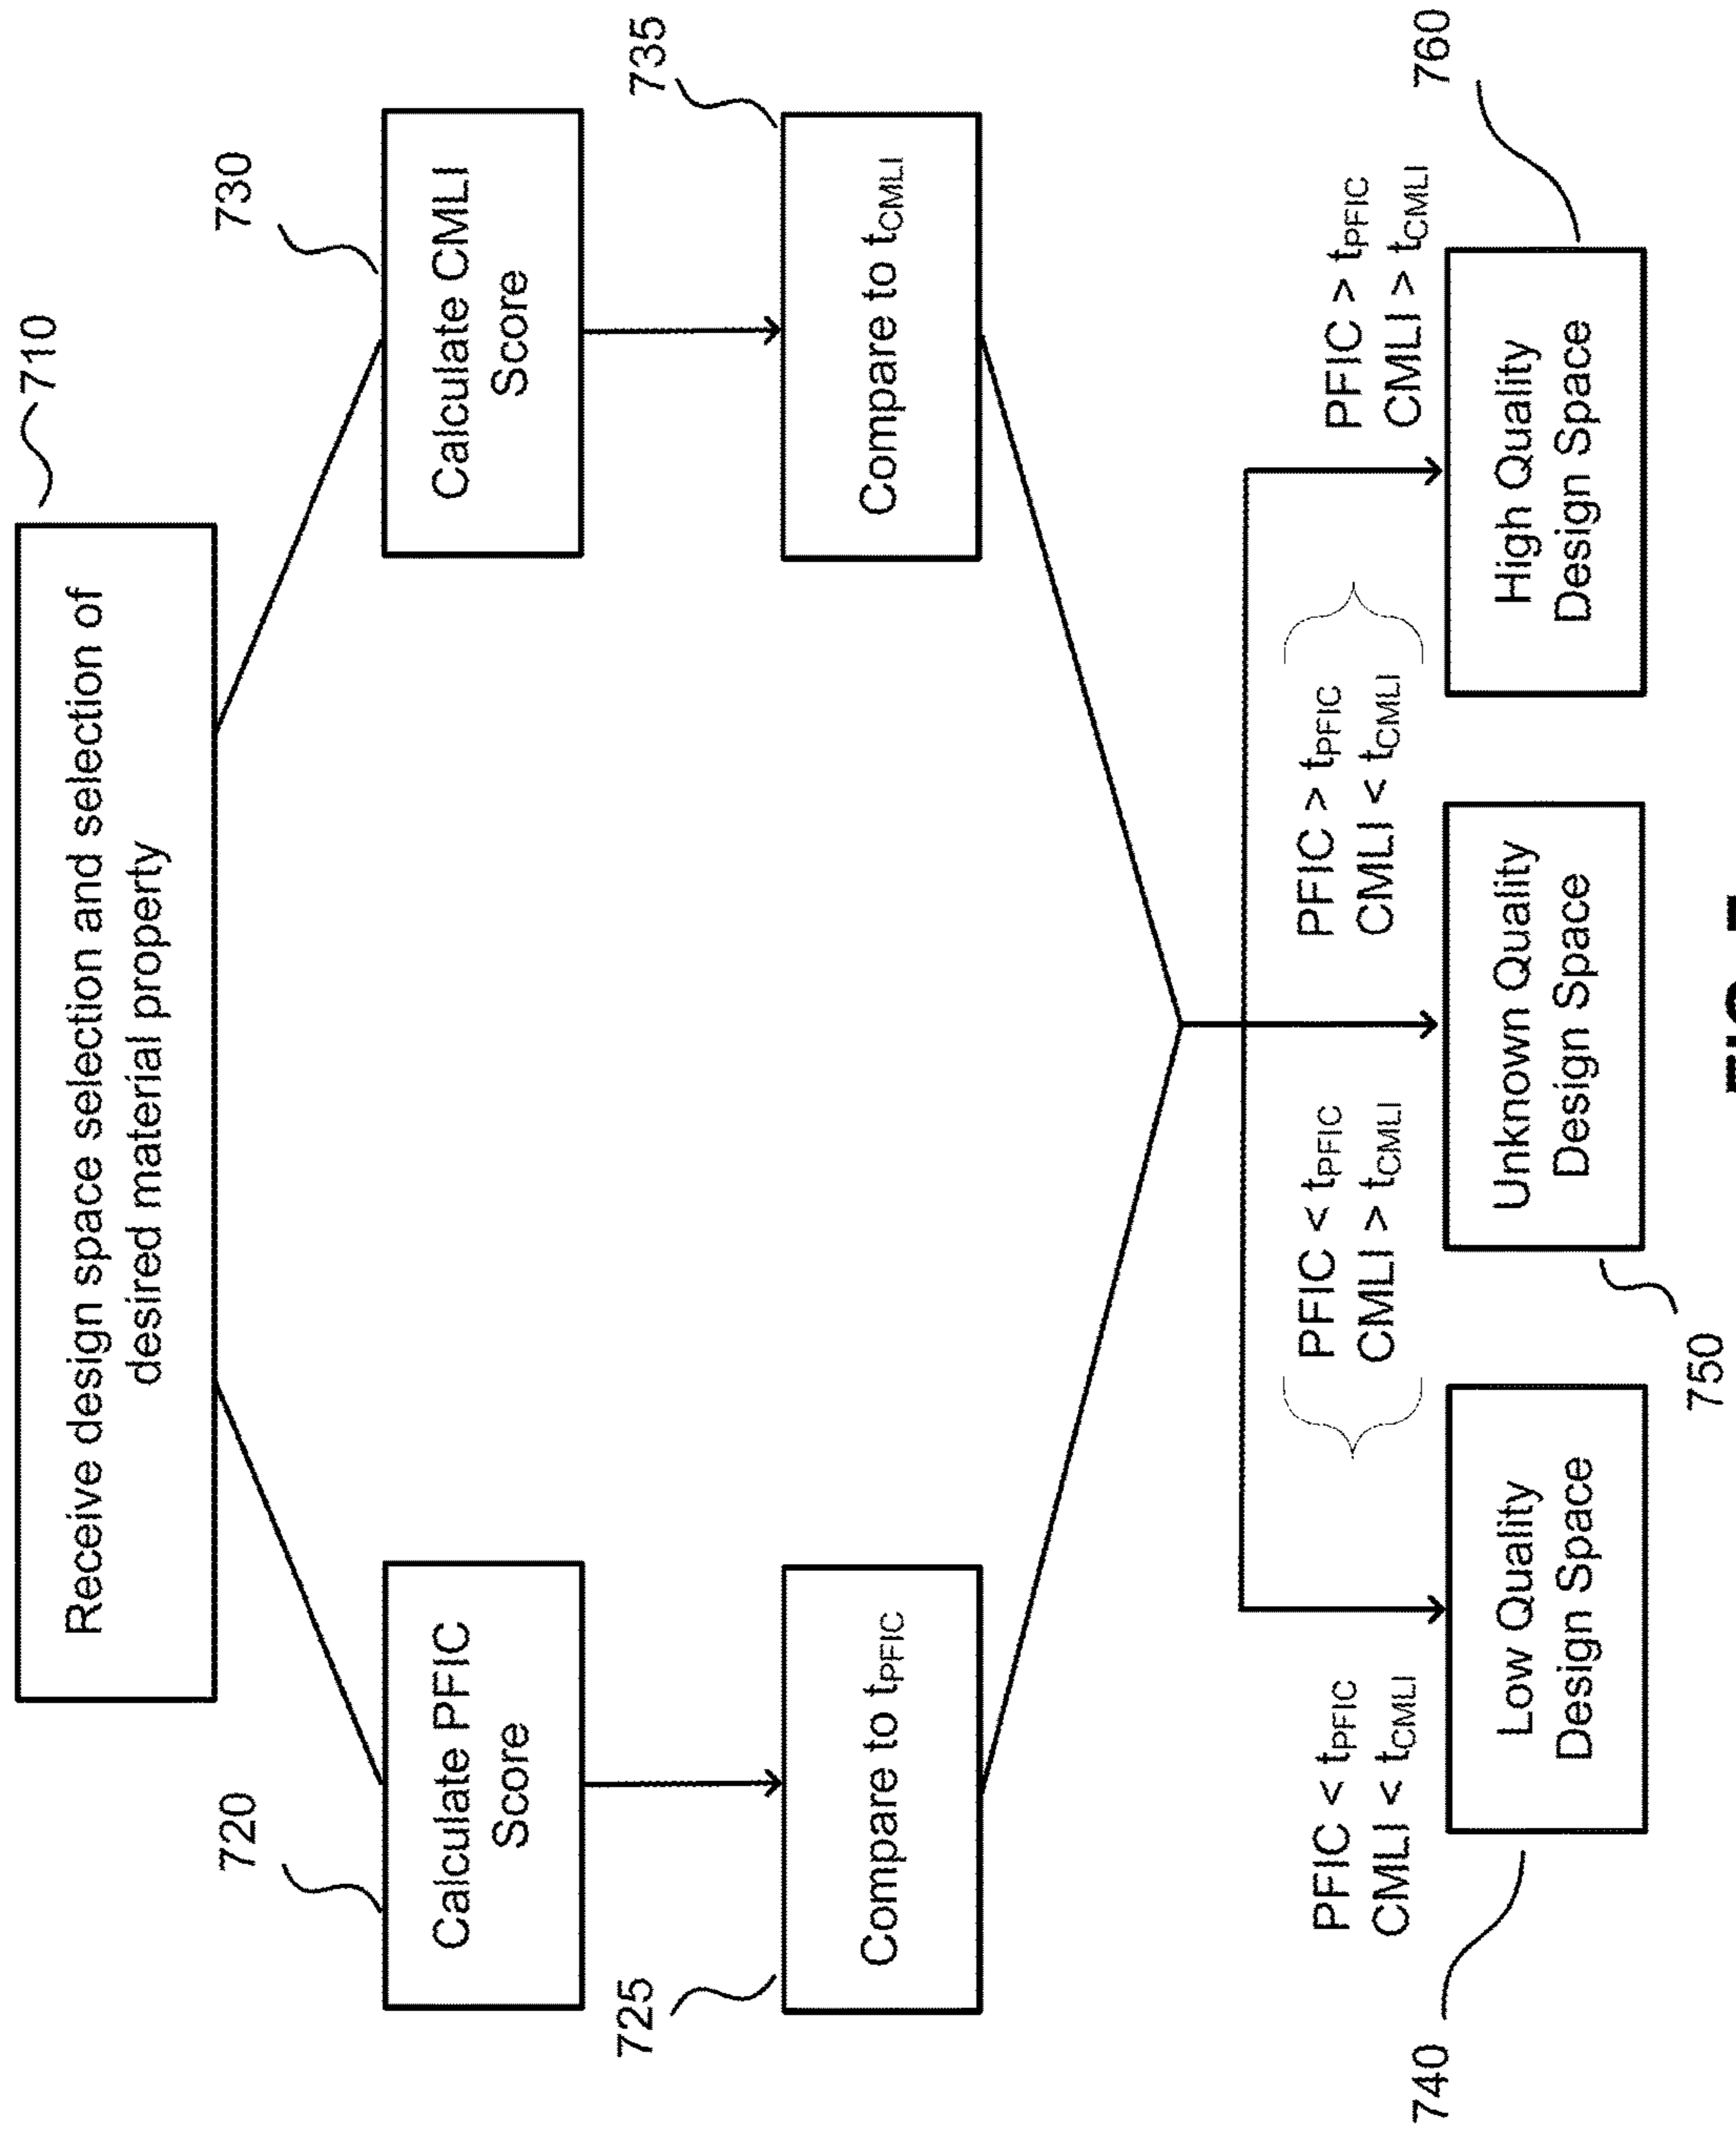 710
Receive design space selection and selection of
desired material property
720
Calculate PFIC
Score
730
Calculate CMLI
Score
725
Compare to tPFIC
735
Compare to tCMLI
PFIC < tPFIC
CMLI < tCMLI
PFIC < tPFIC
CMLI > tCMLI
PFIC > tPFIC
CMLI < tCMLI
PFIC > tPFIC
CMLI > tCMLI
740
Low Quality
Design Space
750
Unknown Quality
Design Space
760
High Quality
Design Space